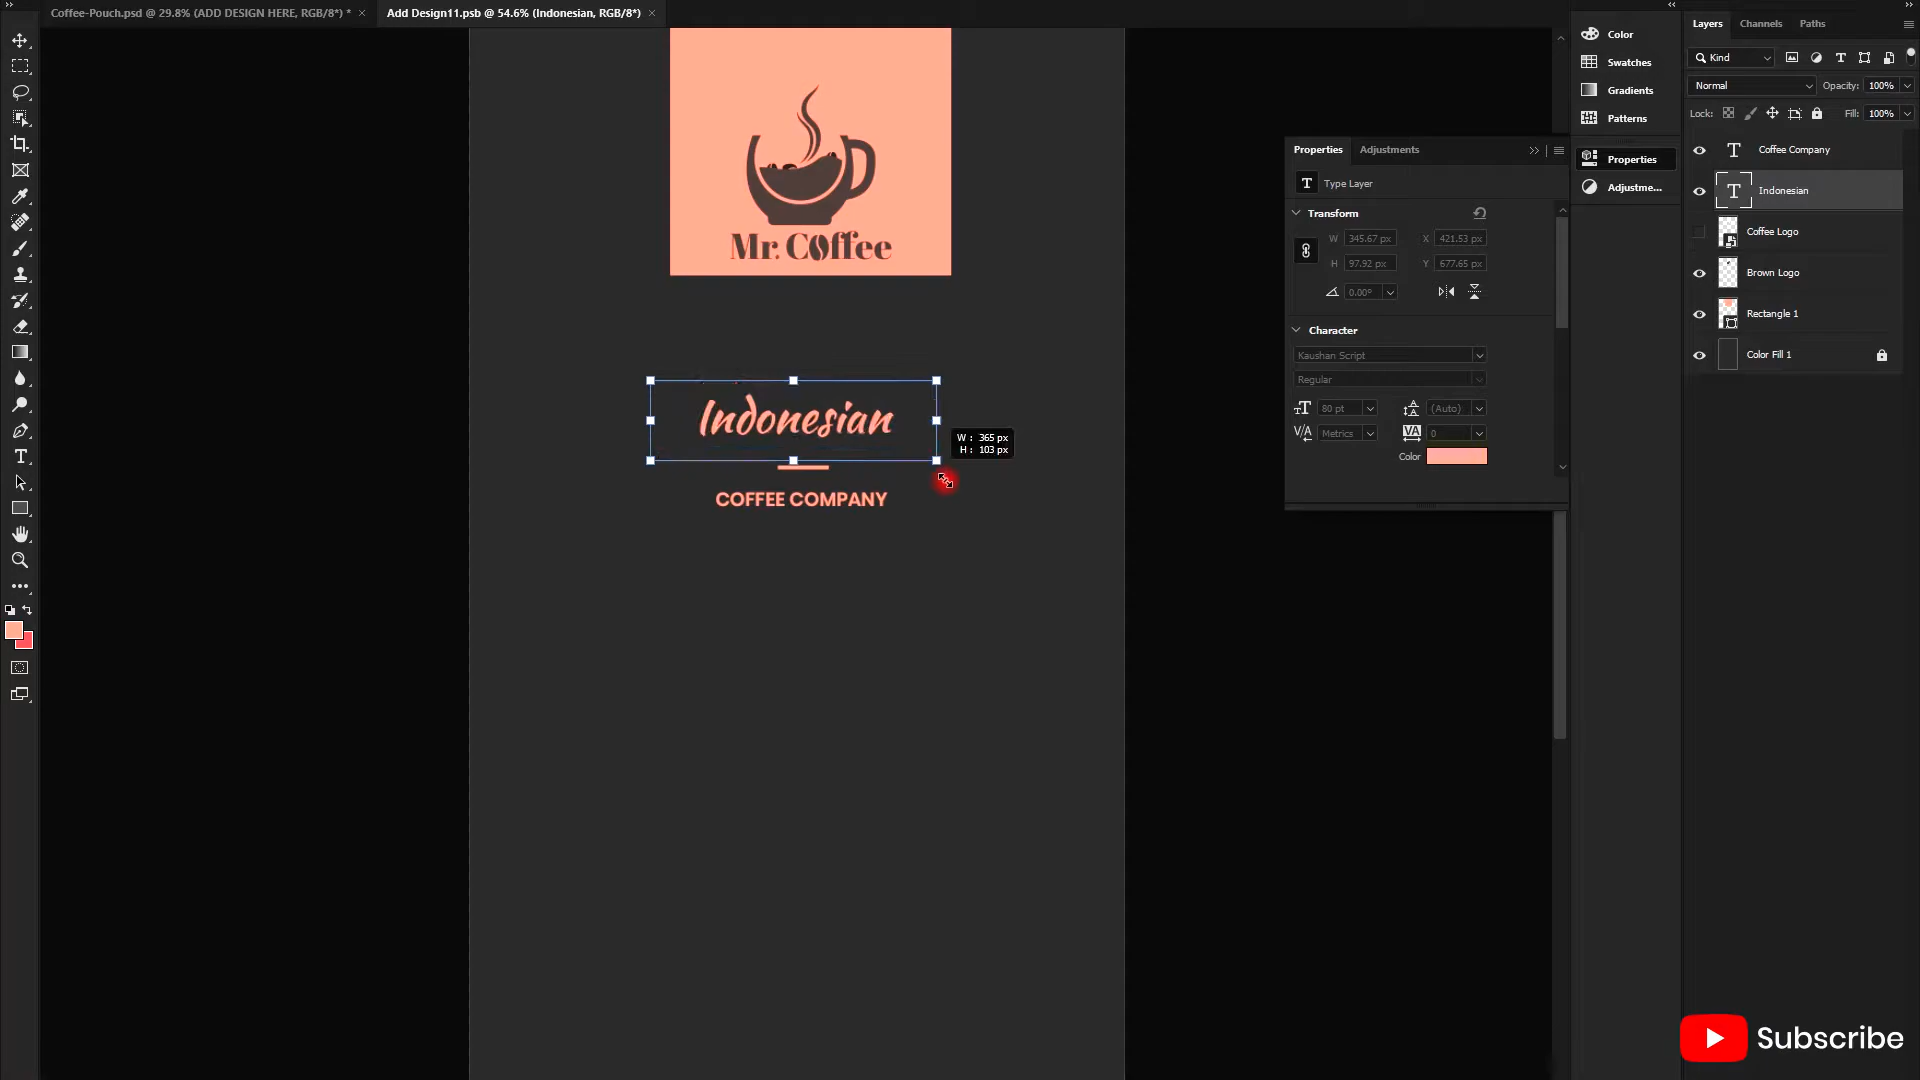 Coffee-Pouch.psd @ 29.8% (ADD DESIGN HERE, RGB/8*) *
Add Design11.psb @ 54.6% (Indonesian, RGB/8*)
Mr. Coffee
Indonesian
W : 365 px
H : 103 px
COFFEE COMPANY
Properties
Adjustments
Type Layer
Transform
W 345.67 px X 421.53 px
H 97.92 px Y 677.65 px
0.00°
Character
Kaushan Script
Regular
80 pt (Auto)
Metrics 0
Color
Color
Swatches
Gradients
Patterns
Properties
Adjustme...
Layers Channels Paths
Kind
Normal Opacity: 100%
Lock: Fill: 100%
Coffee Company
Indonesian
Coffee Logo
Brown Logo
Rectangle 1
Color Fill 1
Subscribe